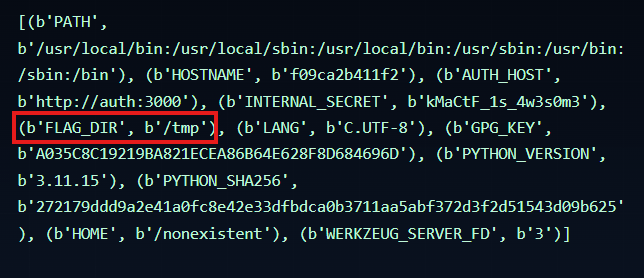 [(b'PATH',
b'/usr/local/bin:/usr/local/sbin:/usr/local/bin:/usr/sbin:/usr/bin:
/sbin:/bin'), (b'HOSTNAME', b'f09ca2b411f2'), (b'AUTH_HOST',
b'http://auth:3000'), (b'INTERNAL_SECRET', b'kMaCtF_1s_4w3s0m3'),
(b'FLAG_DIR', b'/tmp'), (b'LANG', b'C.UTF-8'), (b'GPG_KEY',
b'A035C8C19219BA821ECEA86B64E628F8D684696D'), (b'PYTHON_VERSION',
b'3.11.15'), (b'PYTHON_SHA256',
b'272179ddd9a2e41a0fc8e42e33dfbdca0b3711aa5abf372d3f2d51543d09b625'
), (b'HOME', b'/nonexistent'), (b'WERKZEUG_SERVER_FD', b'3')]